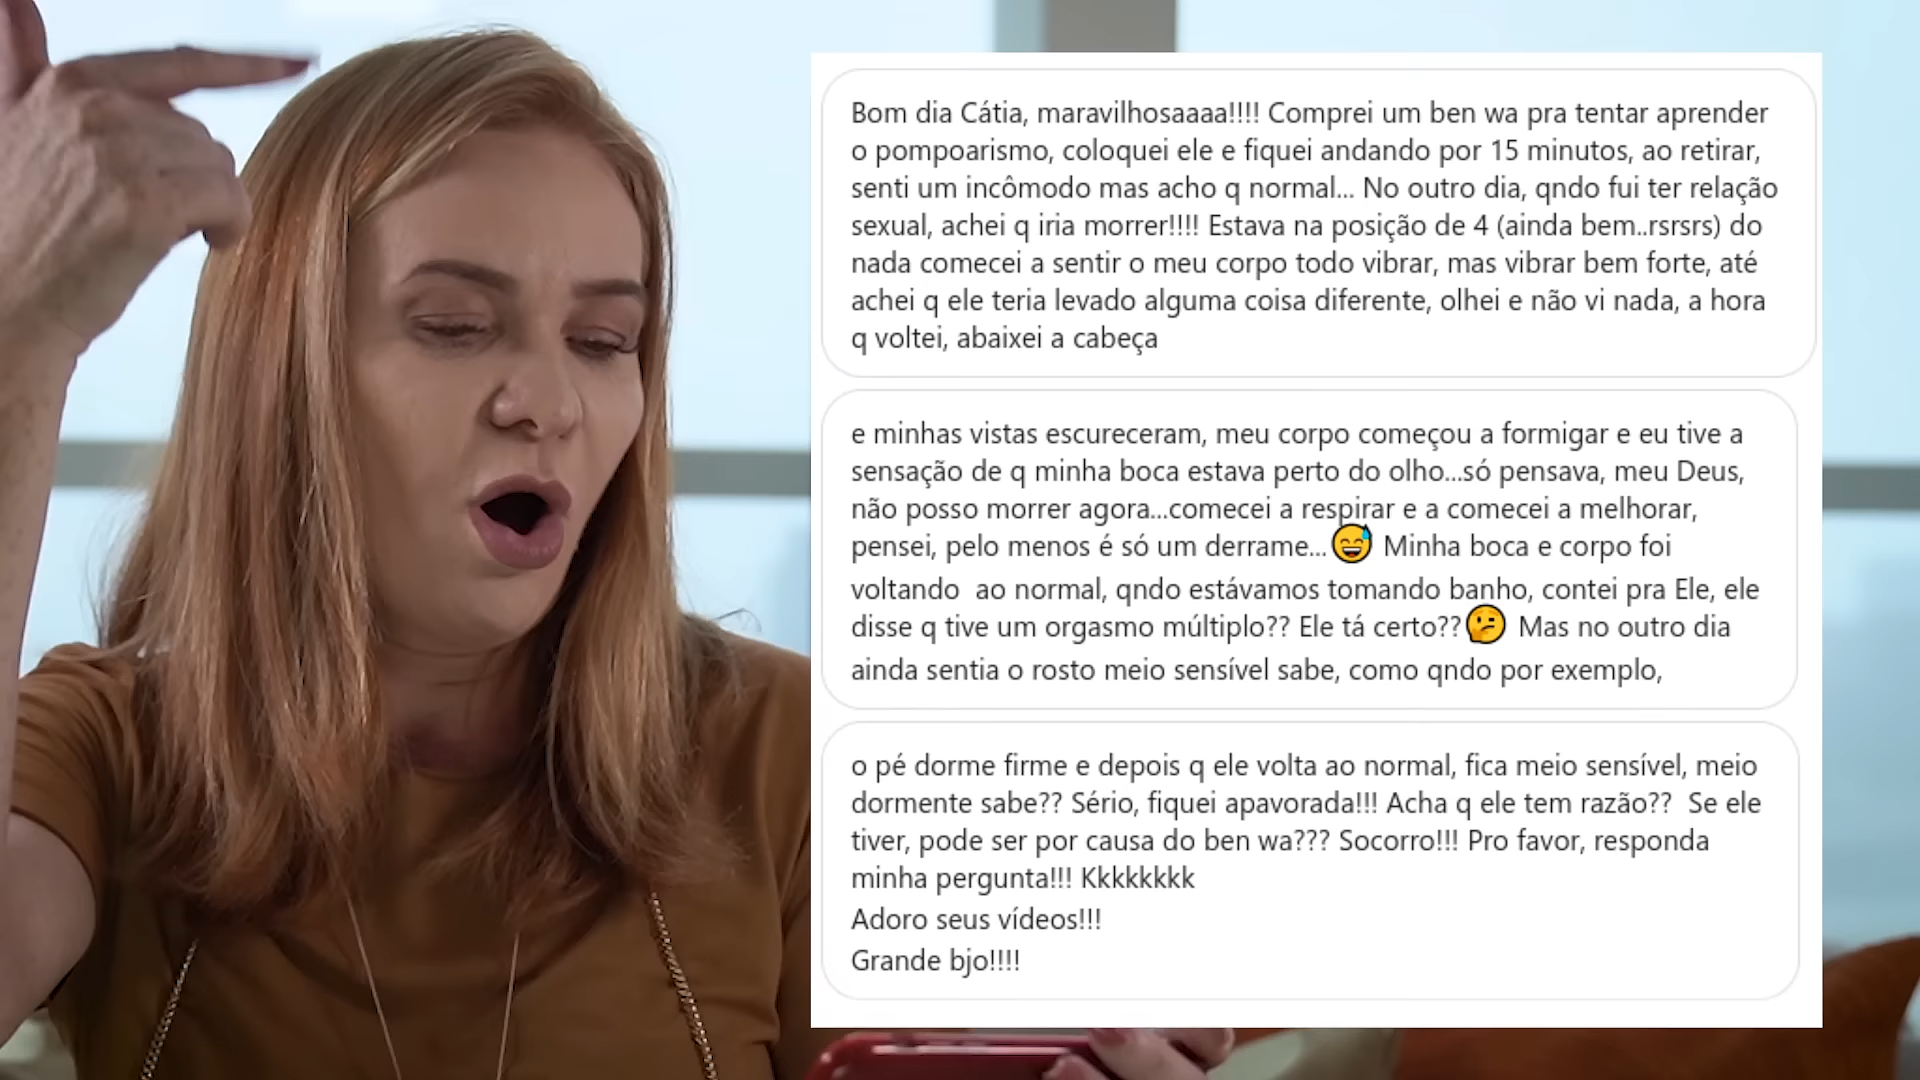 Bom dia Cátia, maravilhosaaaa!!!! Comprei um ben wa pra tentar aprender
o pompoarismo, coloquei ele e fiquei andando por 15 minutos, ao retirar,
senti um incômodo mas acho q normal... No outro dia, qndo fui ter relação
sexual, achei q iria morrer!!!! Estava na posição de 4 (ainda bem..rsrsrs) do
nada comecei a sentir o meu corpo todo vibrar, mas vibrar bem forte, até
achei q ele teria levado alguma coisa diferente, olhei e não vi nada, a hora
q voltei, abaixei a cabeça
e minhas vistas escureceram, meu corpo começou a formigar e eu tive a
sensação de q minha boca estava perto do olho...só pensava, meu Deus,
não posso morrer agora...comecei a respirar e a comecei a melhorar,
pensei, pelo menos é só um derrame...😅 Minha boca e corpo foi
voltando  ao normal, qndo estávamos tomando banho, contei pra Ele, ele
disse q tive um orgasmo múltiplo?? Ele tá certo??🤔 Mas no outro dia
ainda sentia o rosto meio sensível sabe, como qndo por exemplo,
o pé dorme firme e depois q ele volta ao normal, fica meio sensível, meio
dormente sabe?? Sério, fiquei apavorada!!! Acha q ele tem razão??  Se ele
tiver, pode ser por causa do ben wa??? Socorro!!! Pro favor, responda
minha pergunta!!! Kkkkkkkk
Adoro seus vídeos!!!
Grande bjo!!!!